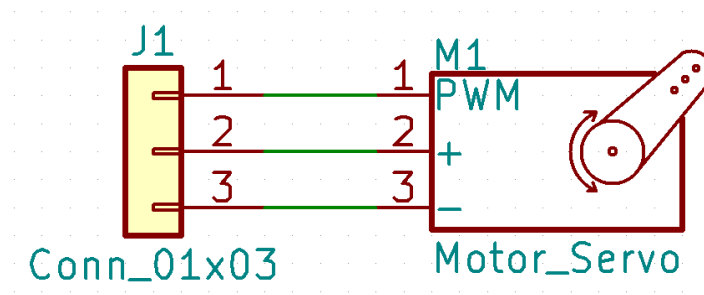 J1
M1
1 1 PWM
2 2 +
3 3 -
Conn_01x03
Motor_Servo